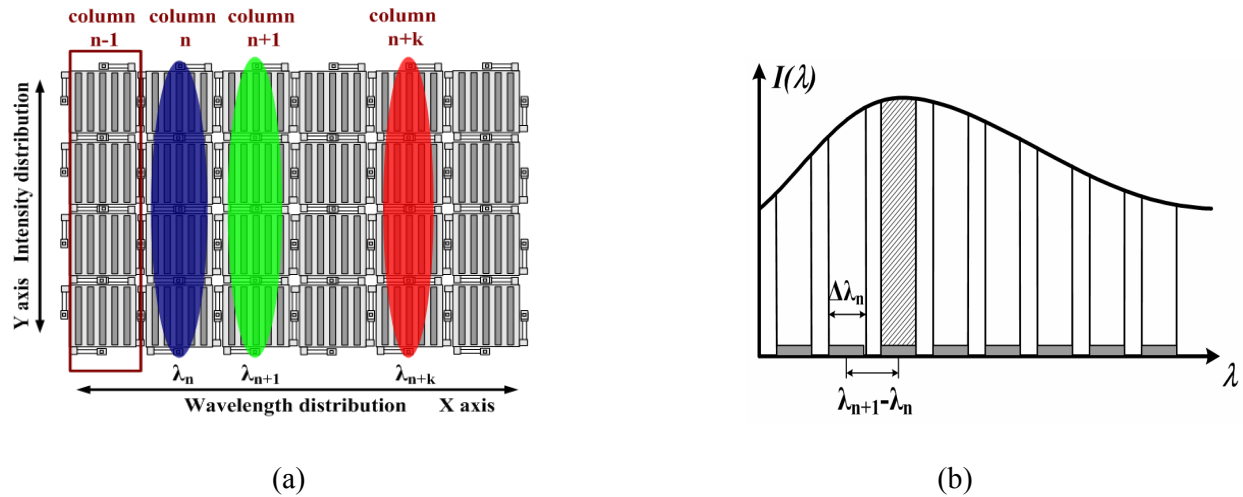 column column column column
n-1 n n+1 n+k
Y axis Intensity distribution
λn λn+1 λn+k
Wavelength distribution X axis
(a)
I(λ)
Δλn
λ
λn+1-λn
(b)